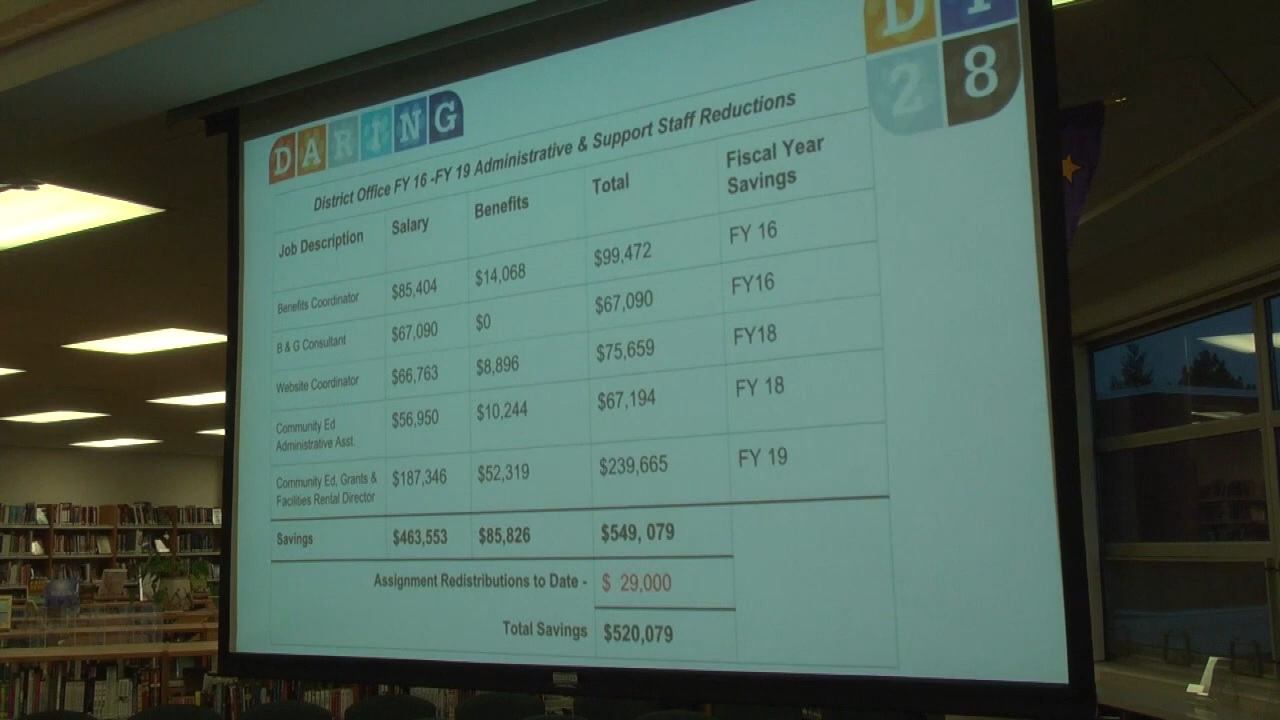 DARING
D1
28
District Office FY 16 -FY 19 Administrative & Support Staff Reductions
Job Description Salary Benefits Total Fiscal Year Savings
Benefits Coordinator $85,404 $14,068 $99,472 FY 16
B & G Consultant $67,090 $0 $67,090 FY16
Website Coordinator $66,763 $8,896 $75,659 FY18
Community Ed Administrative Asst. $56,950 $10,244 $67,194 FY 18
Community Ed, Grants & Facilities Rental Director $187,346 $52,319 $239,665 FY 19
Savings $463,553 $85,826 $549, 079
Assignment Redistributions to Date - $ 29,000
Total Savings $520,079